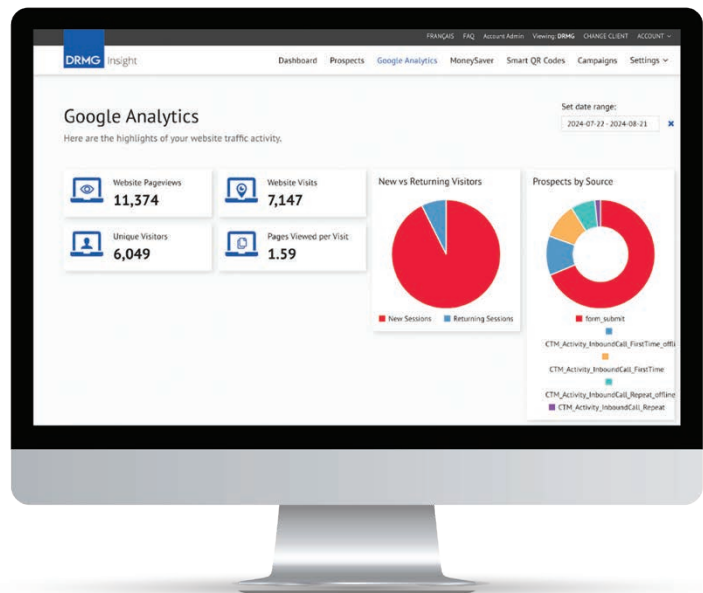 FRANÇAIS FAQ Account Admin Viewing: DRMG CHANGE CLIENT ACCOUNT
DRMG Insight
Dashboard Prospects Google Analytics MoneySaver Smart QR Codes Campaigns Settings
Google Analytics
Here are the highlights of your website traffic activity.
Set date range:
2024-07-22 - 2024-08-21
Website Pageviews
11,374
Website Visits
7,147
Unique Visitors
6,049
Pages Viewed per Visit
1.59
New vs Returning Visitors
New Sessions Returning Sessions
Prospects by Source
form_submit
CTM_Activity_InboundCall_FirstTime_offli
CTM_Activity_InboundCall_FirstTime
CTM_Activity_InboundCall_Repeat_offline
CTM_Activity_InboundCall_Repeat